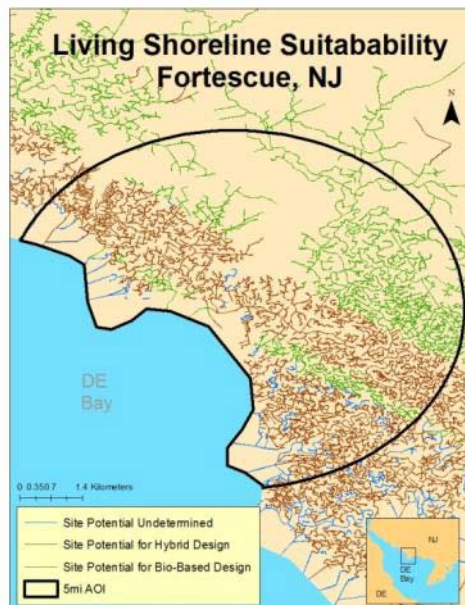 Living Shoreline Suitabability
Fortescue, NJ
N
DE
Bay
0 0.350.7 1.4 Kilometers
Site Potential Undetermined
Site Potential for Hybrid Design
Site Potential for Bio-Based Design
5mi AOI
NJ
DE
Bay
DE